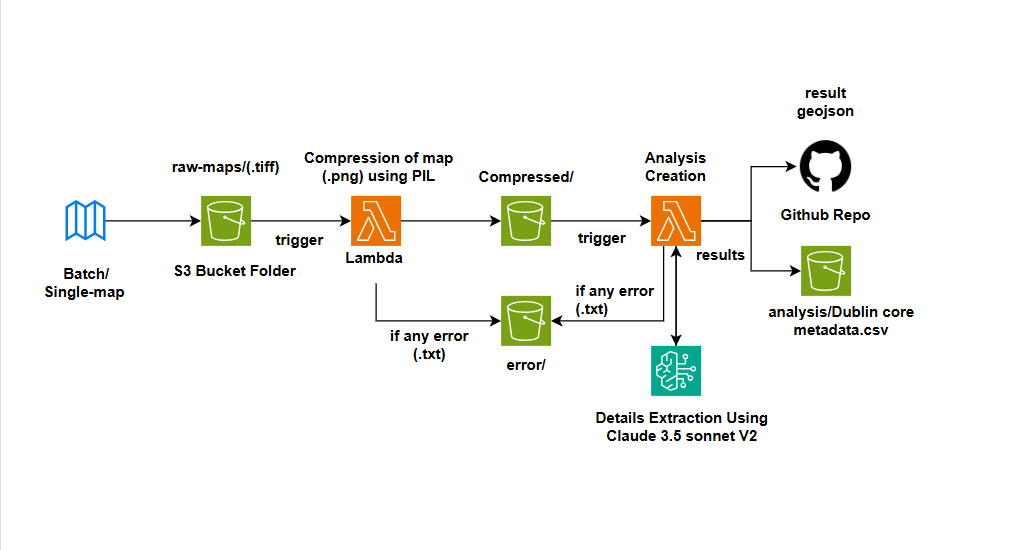 result
geojson
Compression of map
(.png) using PIL
Analysis
Creation
raw-maps/(.tiff)
Compressed/
Github Repo
trigger
trigger
Lambda
results
Batch/
Single-map
S3 Bucket Folder
if any error
(.txt)
analysis/Dublin core
metadata.csv
if any error
(.txt)
error/
Details Extraction Using
Claude 3.5 sonnet V2